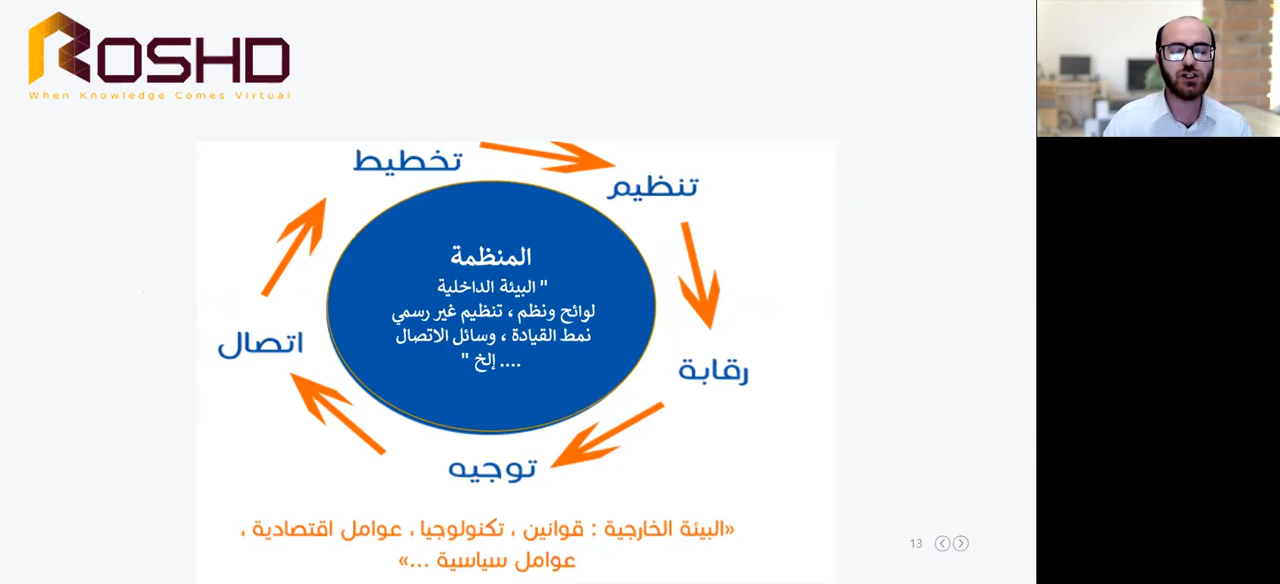 ROSHD
When Knowledge Comes Virtual
تخطيط
تنظيم
المنظمة
" البيئة الداخلية
لوائح ونظم ، تنظيم غير رسمي
نمط القيادة ، وسائل الاتصال
.... إلخ "
اتصال
رقابة
توجيه
«البيئة الخارجية : قوانين ، تكنولوجيا ، عوامل اقتصادية ،
عوامل سياسية ...»
13